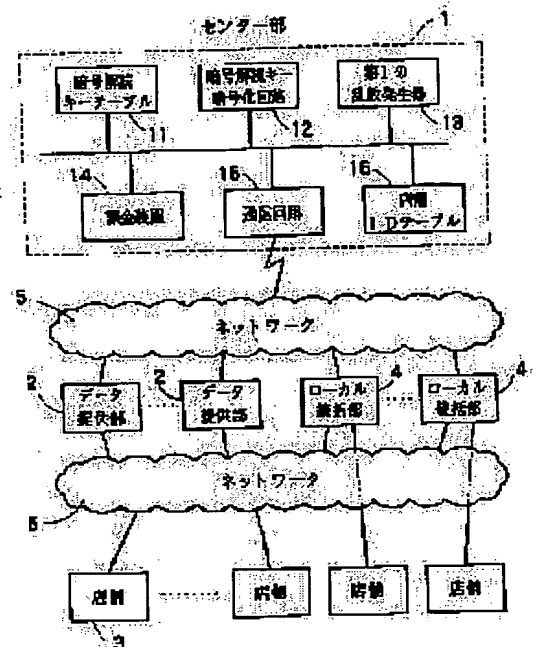 センター部
1
暗号解読
キーテーブル
11
暗号解読キー
暗号化回路
12
第1の
乱数発生器
13
14
課金装置
15
通信回路
16
内部
IDテーブル
5
ネットワーク
2
データ
提供部
2
データ
提供部
4
ローカル
統括部
4
ローカル
統括部
ネットワーク
店舗
3
店舗
店舗
店舗